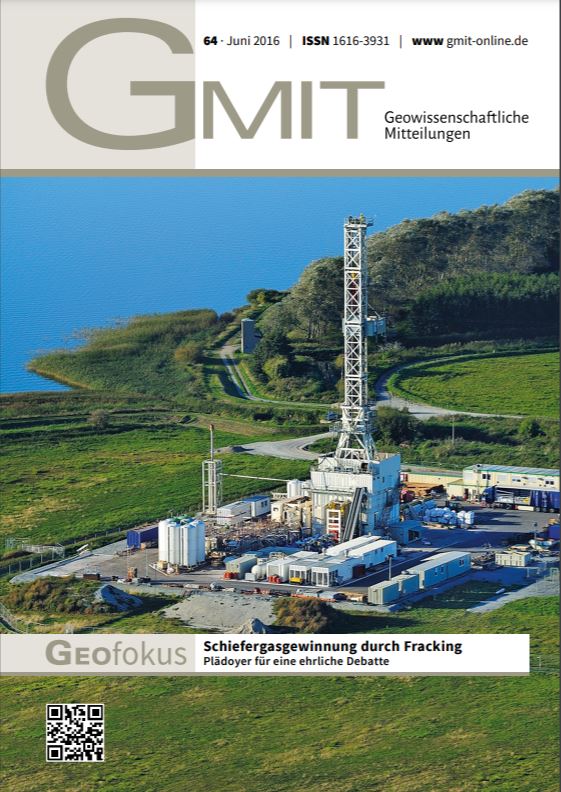 64 · Juni 2016 | ISSN 1616-3931 | www gmit-online.de
GMIT
Geowissenschaftliche
Mitteilungen
GEOfokus
Schiefergasgewinnung durch Fracking
Plädoyer für eine ehrliche Debatte